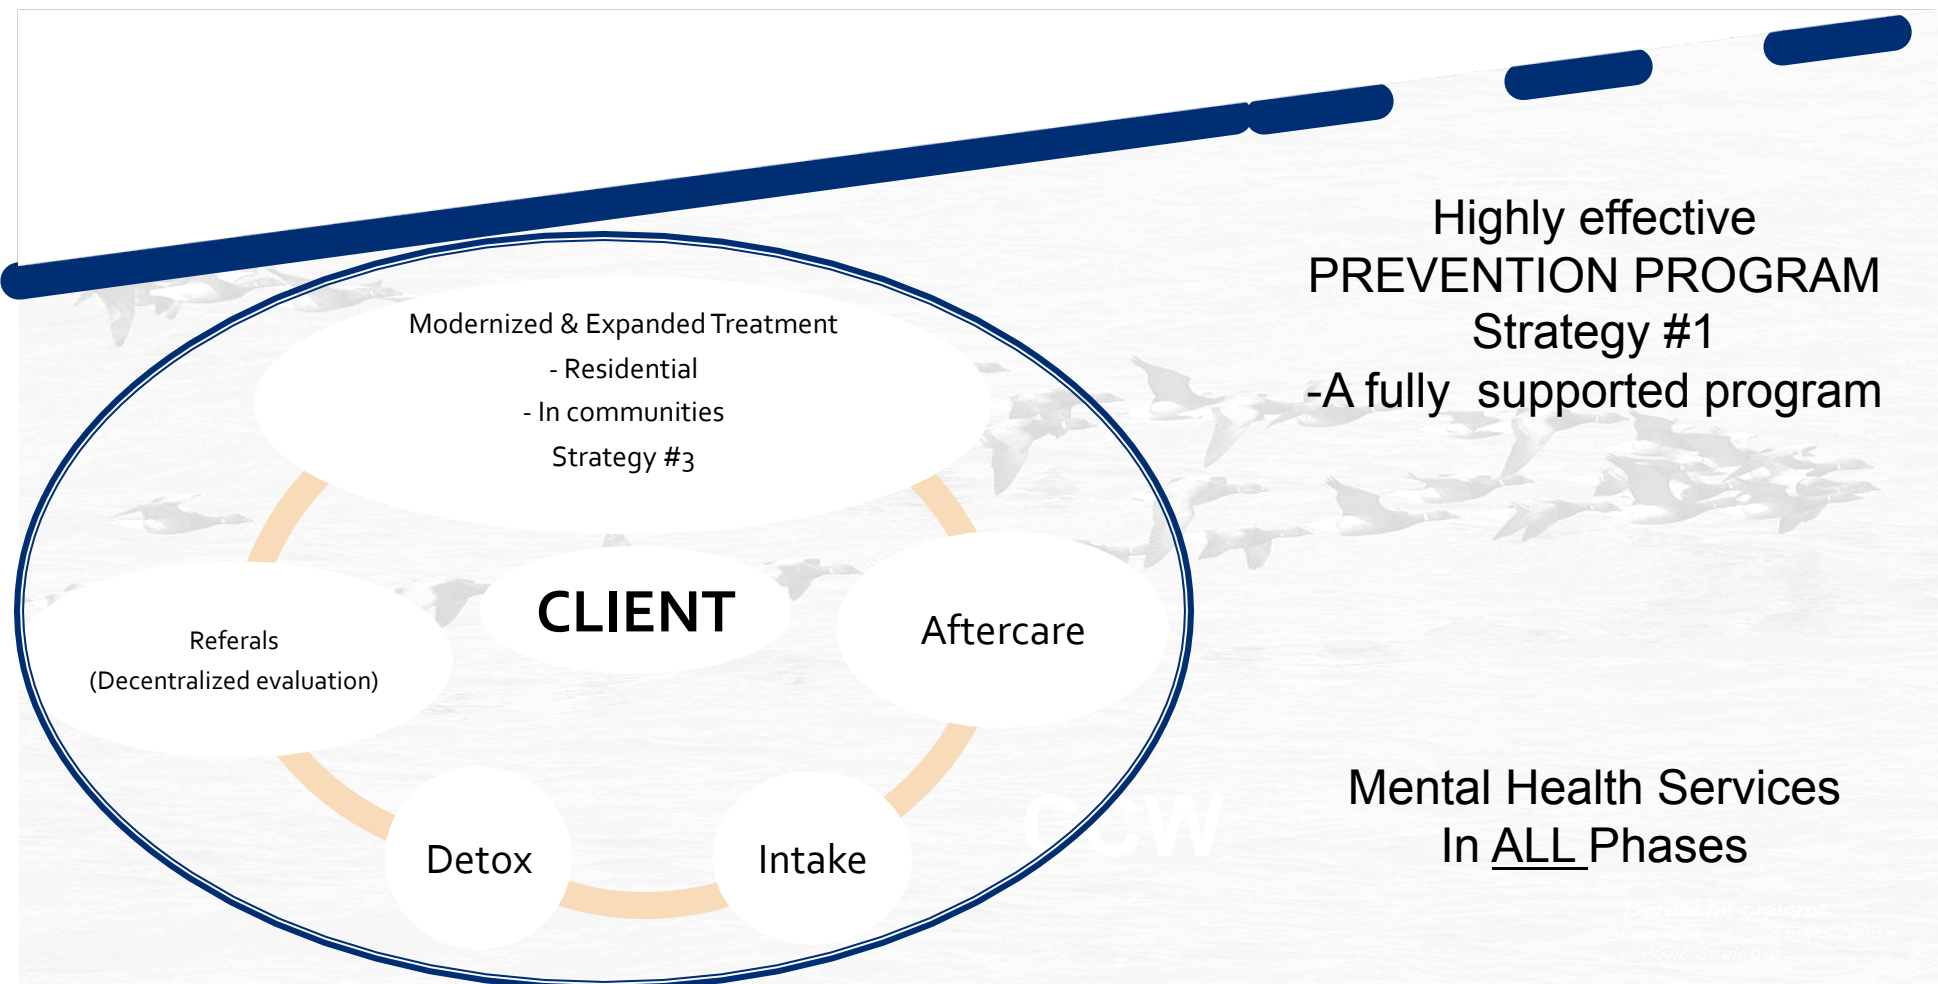 Highly effective
PREVENTION PROGRAM
Strategy #1
-A fully supported program
Modernized & Expanded Treatment
- Residential
- In communities
Strategy #3
CLIENT
Aftercare
Referals
(Decentralized evaluation)
Detox
Intake
CCW
Mental Health Services
In ALL Phases